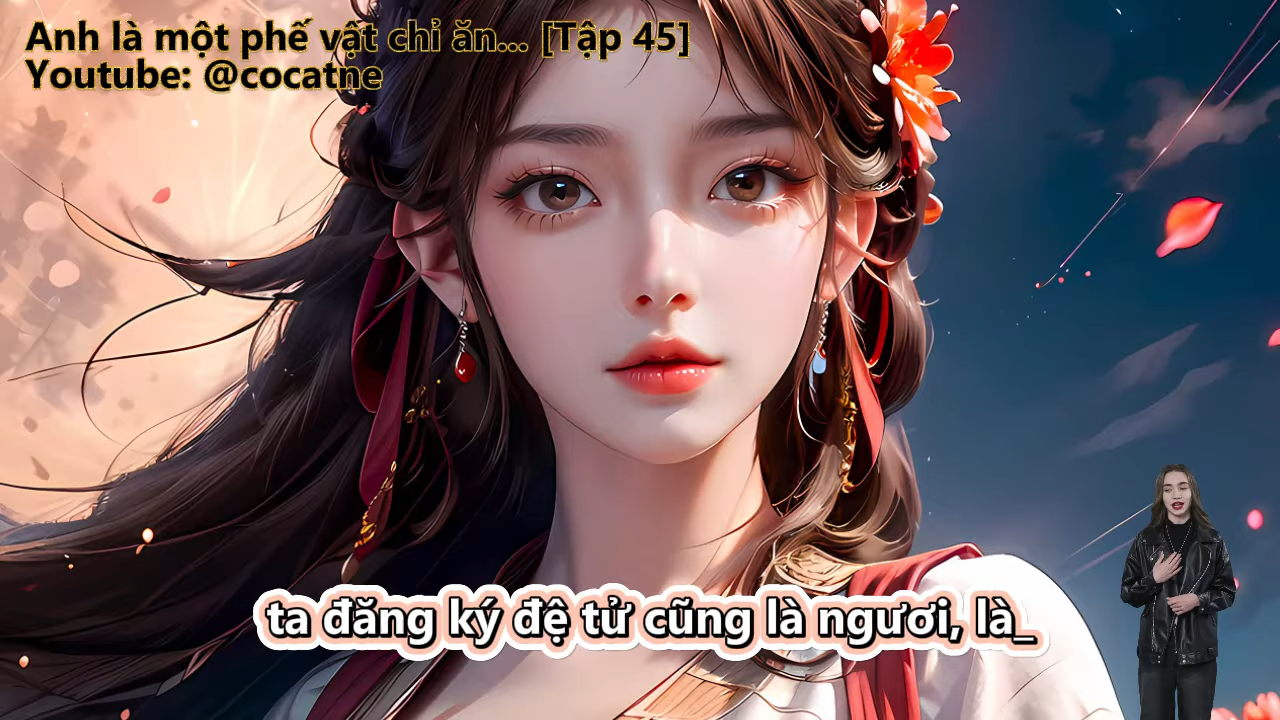 Anh là một phế vật chỉ ăn... [Tập 45]
Youtube: @cocatne
ta đăng ký đệ tử cũng là ngươi, là_